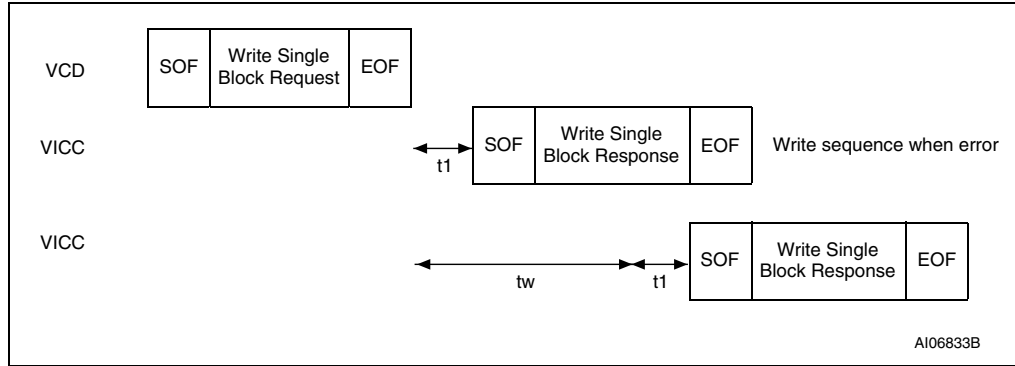 VCD
SOF
Write Single
Block Request
EOF
VICC
t1
SOF
Write Single
Block Response
EOF
Write sequence when error
VICC
tw
t1
SOF
Write Single
Block Response
EOF
AI06833B